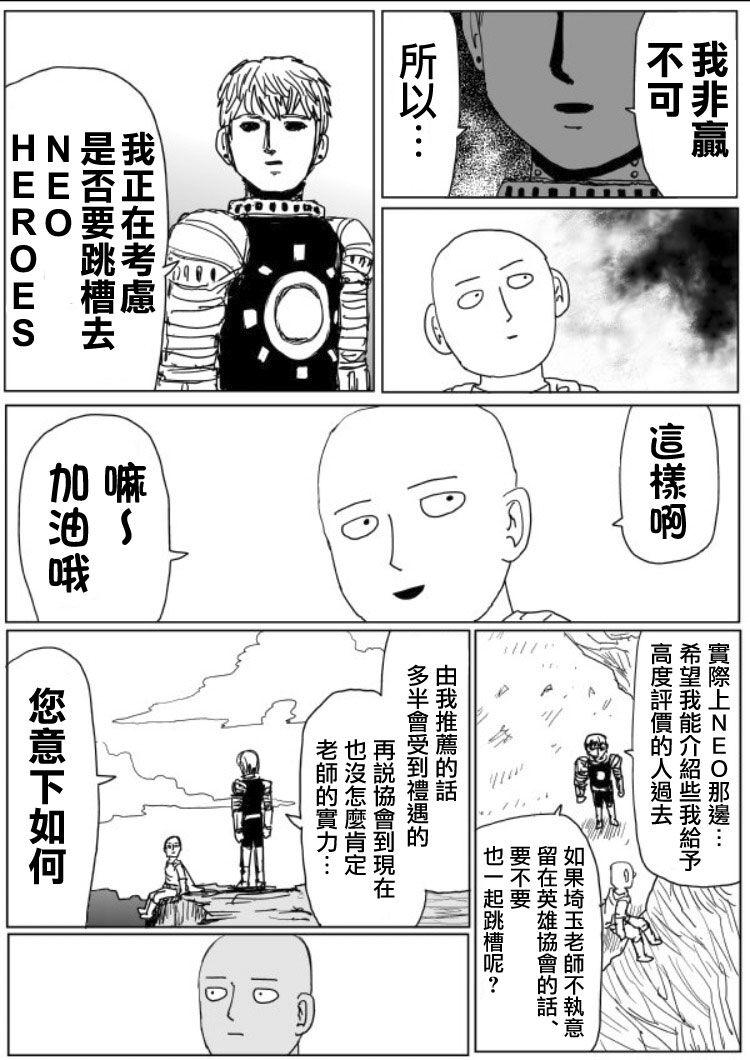 我非贏
不可
所以…
我正在考慮
是否要跳槽去
NEO
HEROES
這樣啊
嘛～
加油哦
實際上NEO那邊…
希望我能介紹些我給予
高度評價的人過去
如果埼玉老師不執意
留在英雄協會的話、
要不要
也一起跳槽呢?
由我推薦的話
多半會受到禮遇的
再說協會到現在
也沒怎麼肯定
老師的實力…
您意下如何